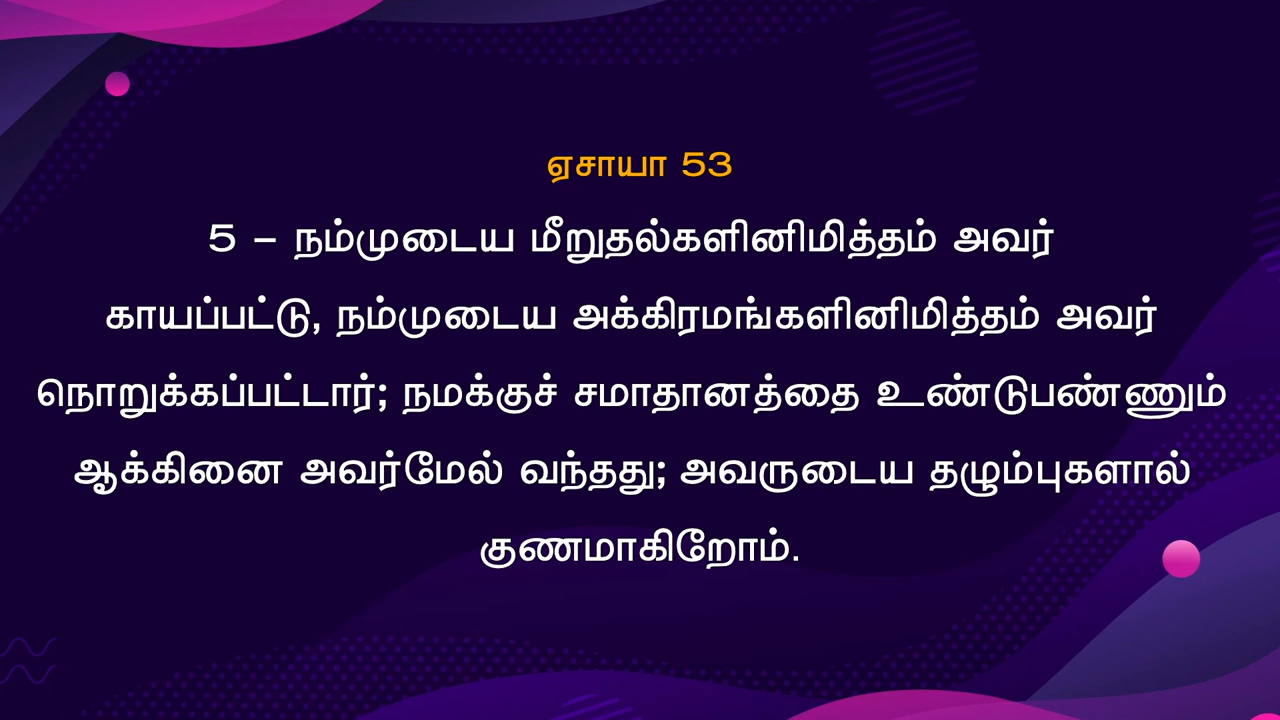 ஏசாயா 53
5 – நம்முடைய மீறுதல்களினிமித்தம் அவர்
காயப்பட்டு, நம்முடைய அக்கிரமங்களினிமித்தம் அவர்
நொறுக்கப்பட்டார்; நமக்குச் சமாதானத்தை உண்டுபண்ணும்
ஆக்கினை அவர்மேல் வந்தது; அவருடைய தழும்புகளால்
குணமாகிறோம்.